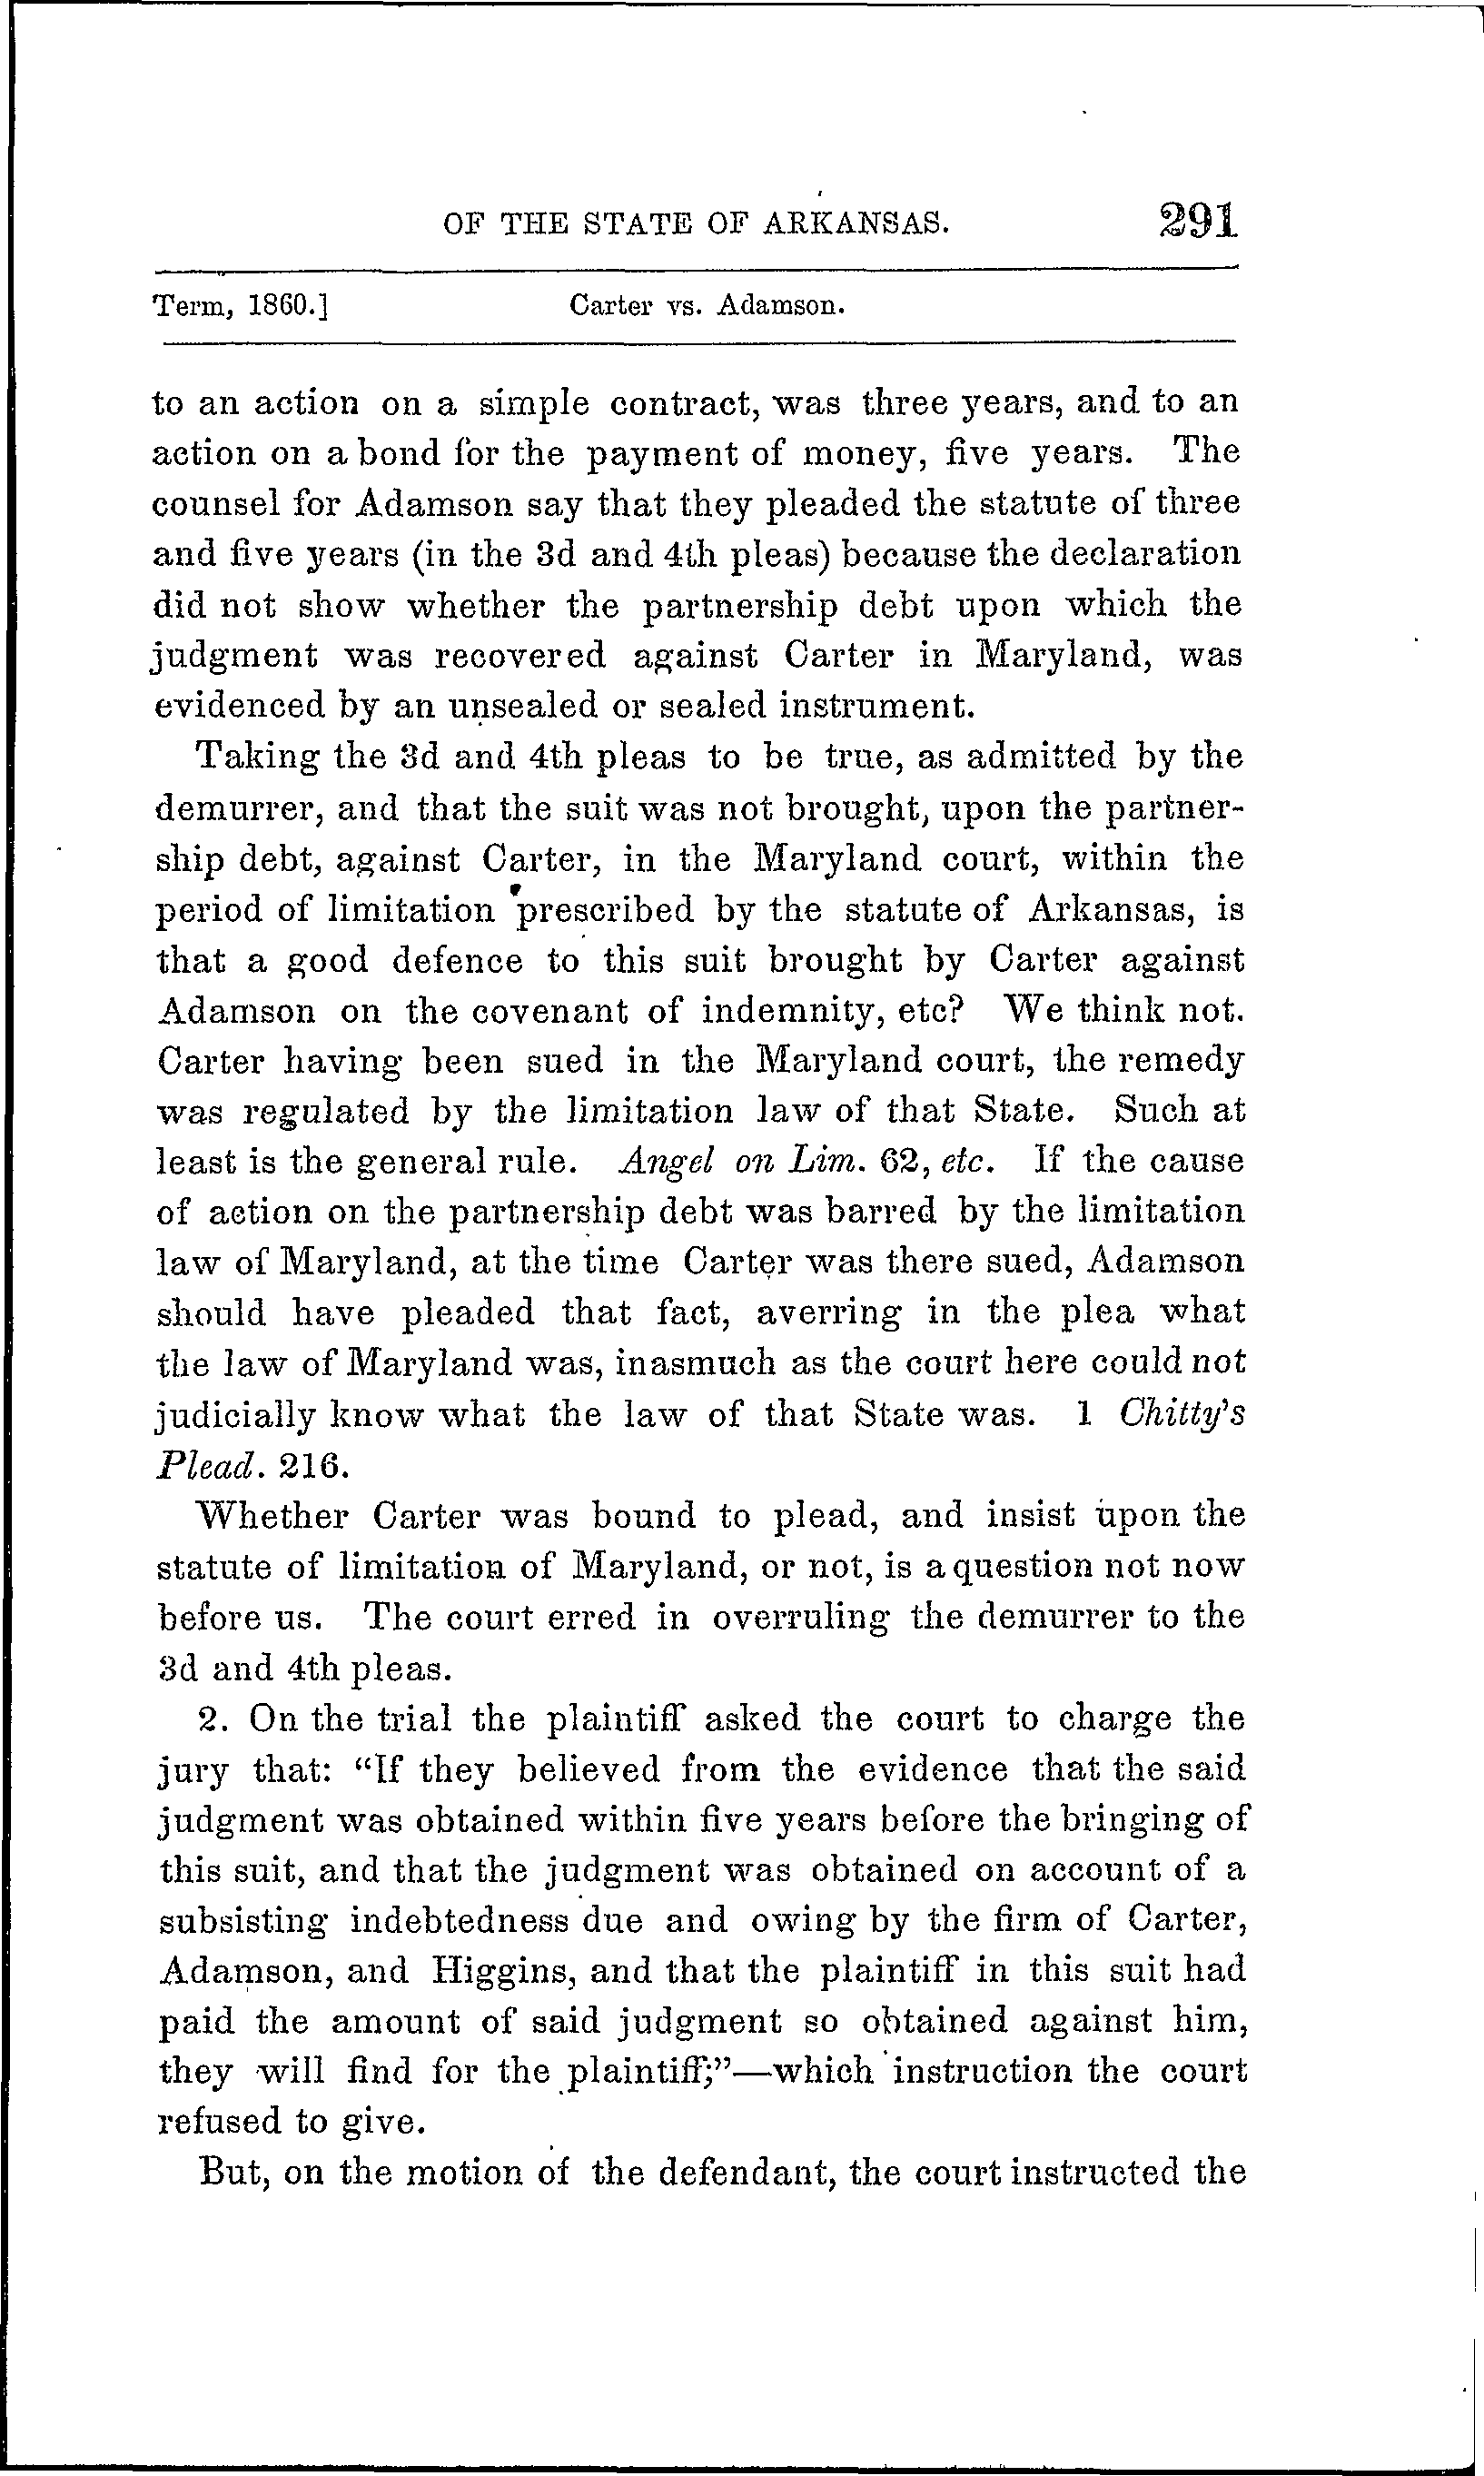 OF THE STATE OF ARKANSAS. 291
Term, 1860.] Carter vs. Adamson.
to an action on a simple contract, was three years, and to an
action on a bond for the payment of money, five years. The
counsel for Adamson say that they pleaded the statute of three
and five years (in the 3d and 4th pleas) because the declaration
did not show whether the partnership debt upon which the
judgment was recovered against Carter in Maryland, was
evidenced by an unsealed or sealed instrument.
Taking the 3d and 4th pleas to be true, as admitted by the
demurrer, and that the suit was not brought, upon the partner-
ship debt, against Carter, in the Maryland court, within the
period of limitation prescribed by the statute of Arkansas, is
that a good defence to this suit brought by Carter against
Adamson on the covenant of indemnity, etc? We think not.
Carter having been sued in the Maryland court, the remedy
was regulated by the limitation law of that State. Such at
least is the general rule. Angel on Lim. 62, etc. If the cause
of action on the partnership debt was barred by the limitation
law of Maryland, at the time Carter was there sued, Adamson
should have pleaded that fact, averring in the plea what
the law of Maryland was, inasmuch as the court here could not
judicially know what the law of that State was. 1 Chitty's
Plead. 216.
Whether Carter was bound to plead, and insist upon the
statute of limitation of Maryland, or not, is a question not now
before us. The court erred in overruling the demurrer to the
3d and 4th pleas.
2. On the trial the plaintiff asked the court to charge the
jury that: "If they believed from the evidence that the said
judgment was obtained within five years before the bringing of
this suit, and that the judgment was obtained on account of a
subsisting indebtedness due and owing by the firm of Carter,
Adamson, and Higgins, and that the plaintiff in this suit had
paid the amount of said judgment so obtained against him,
they will find for the plaintiff;"—which instruction the court
refused to give.
But, on the motion of the defendant, the court instructed the